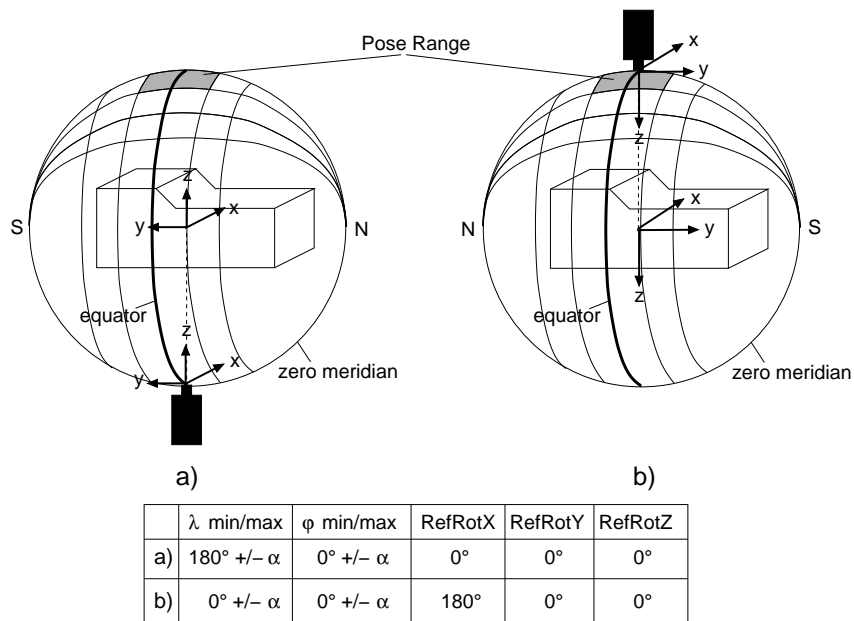 Pose Range
x
y
z
z
x
y
S
N
equator
z
x
y
zero meridian
a)
x
y
z
N
S
x
y
z
equator
zero meridian
b)
λ min/max φ min/max RefRotX RefRotY RefRotZ
a) 180° +/− α 0° +/− α 0° 0° 0°
b) 0° +/− α 0° +/− α 180° 0° 0°